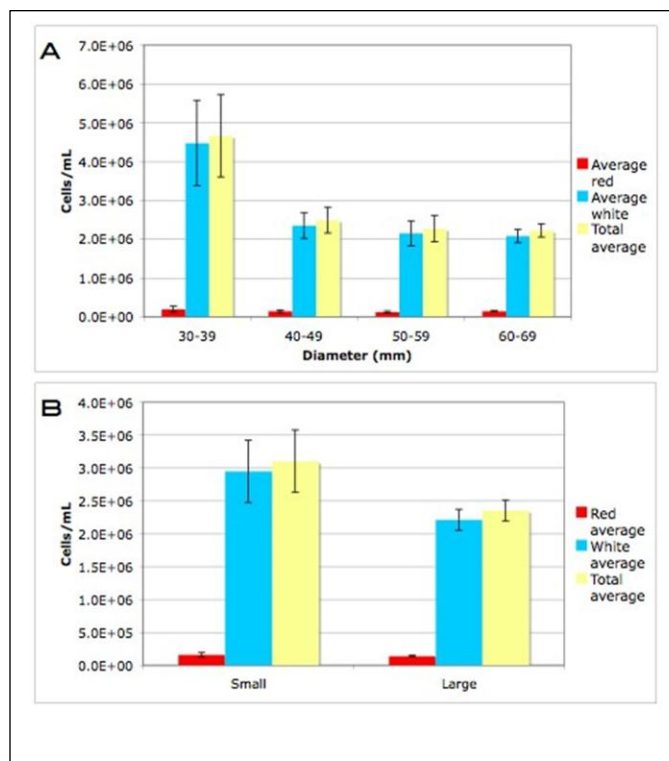 A
7.0E+06
6.0E+06
5.0E+06
4.0E+06
3.0E+06
2.0E+06
1.0E+06
0.0E+00
Cells/mL
30-39
40-49
50-59
60-69
Diameter (mm)
Average
red
Average
white
Total
average
B
4.0E+06
3.5E+06
3.0E+06
2.5E+06
2.0E+06
1.5E+06
1.0E+06
5.0E+05
0.0E+00
Cells/mL
Small
Large
Red
average
White
average
Total
average